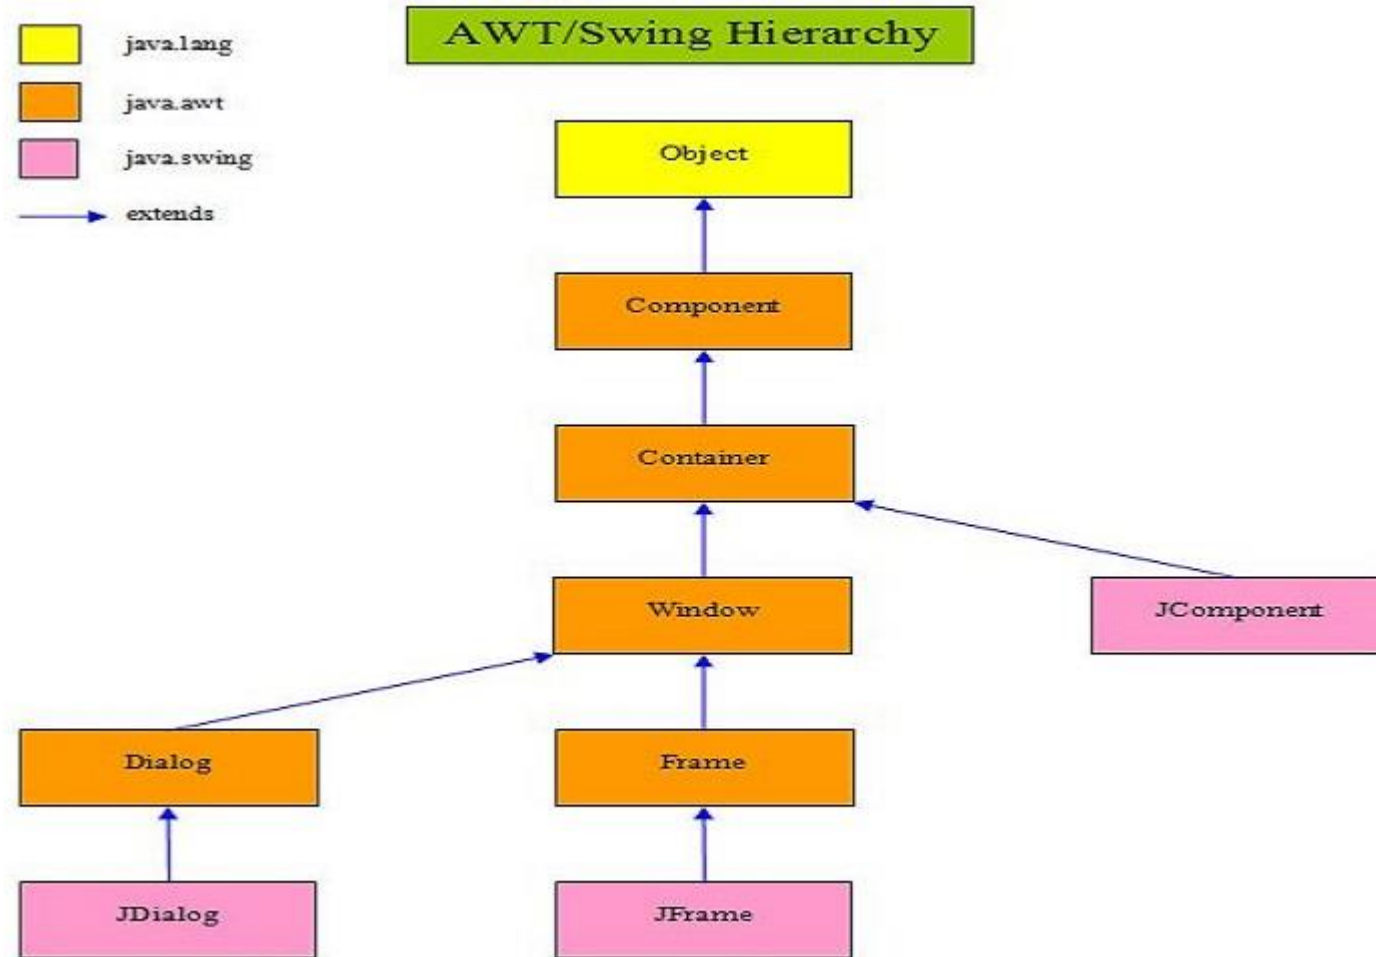 AWT/Swing Hierarchy
java.lang
java.awt
java.swing
extends
Object
Component
Container
Window
JComponent
Dialog
Frame
JDialog
JFrame